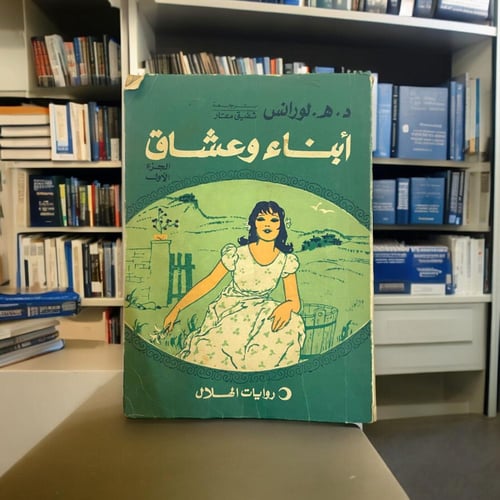 د. هـ. لورانس
ترجمة
شفيق مقار
أبناء وعشاق
الجزء
الأول
روايات الهلال